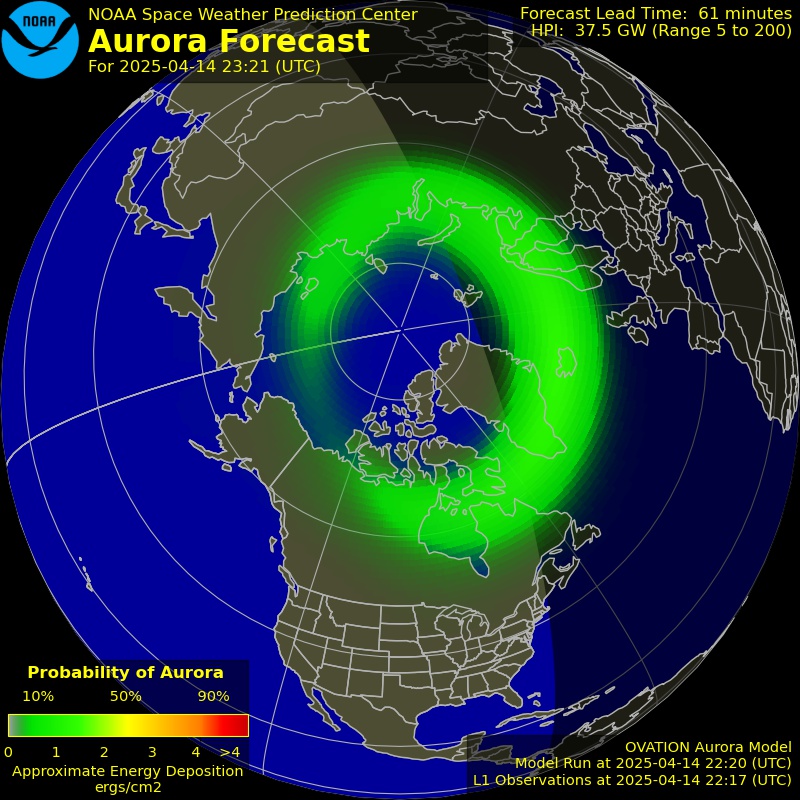 NOAA
NOAA Space Weather Prediction Center
Aurora Forecast
For 2025-04-14 23:21 (UTC)
Forecast Lead Time: 61 minutes
HPI: 37.5 GW (Range 5 to 200)
Probability of Aurora
10% 50% 90%
0 1 2 3 4 >4
Approximate Energy Deposition
ergs/cm2
OVATION Aurora Model
Model Run at 2025-04-14 22:20 (UTC)
L1 Observations at 2025-04-14 22:17 (UTC)